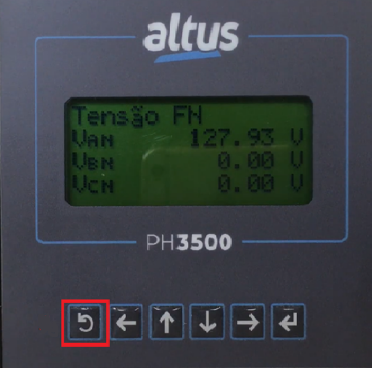 altus
Tensão FN
VAN 127.93 V
VBN 0.00 V
VCN 0.00 V
PH3500